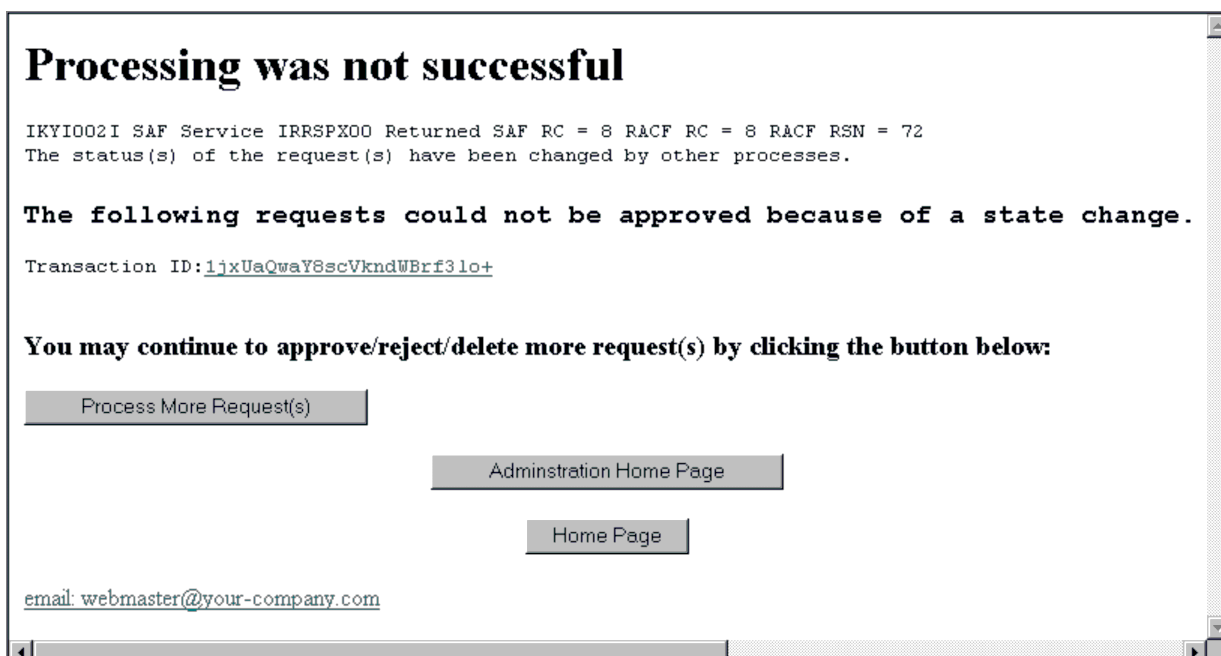 Processing was not successful
IKYI002I SAF Service IRRSPX00 Returned SAF RC = 8 RACF RC = 8 RACF RSN = 72
The status(s) of the request(s) have been changed by other processes.
The following requests could not be approved because of a state change.
Transaction ID:1jxUaQwaY8scVkndWBrf3lo+
You may continue to approve/reject/delete more request(s) by clicking the button below:
Process More Request(s)
Adminstration Home Page
Home Page
email: webmaster@your-company.com